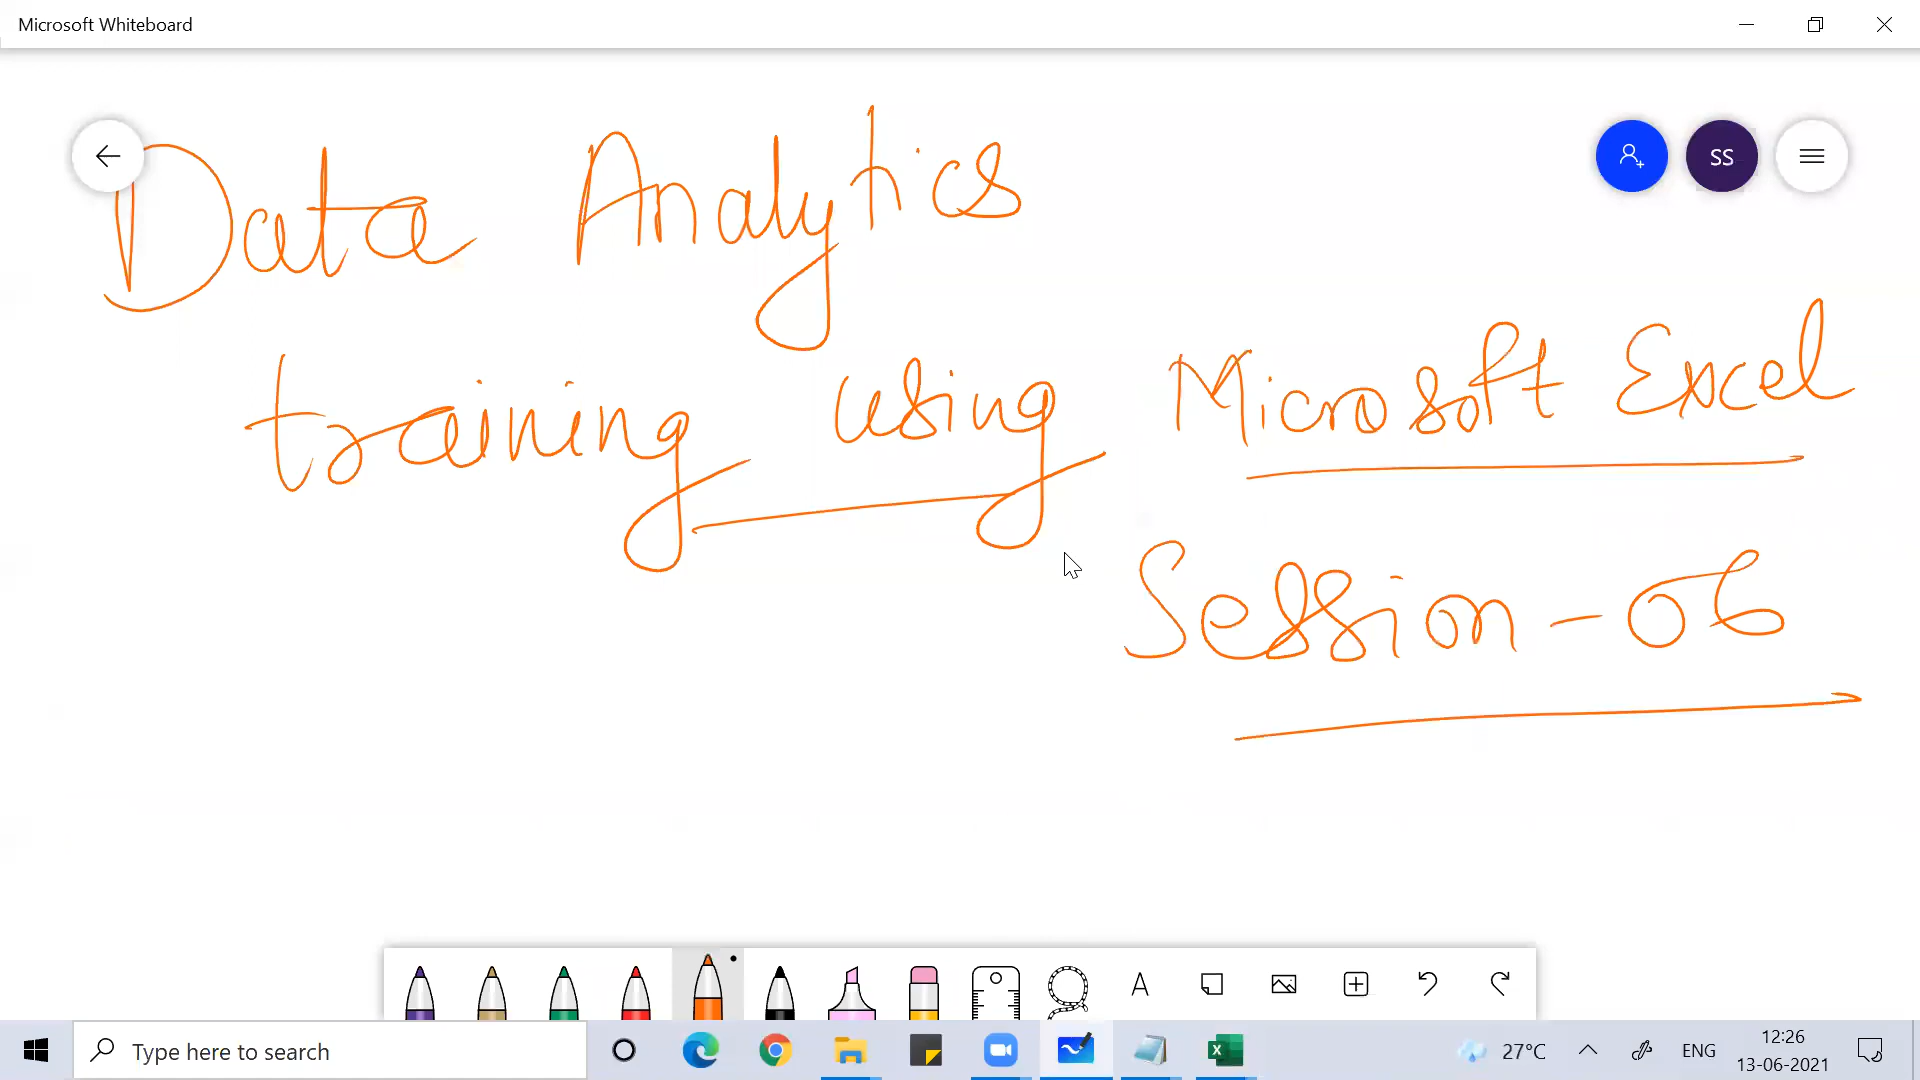 Microsoft Whiteboard
SS
Data Analytics
training using Microsoft Excel
Session - 06
A
Type here to search
27°C
ENG
12:26
13-06-2021